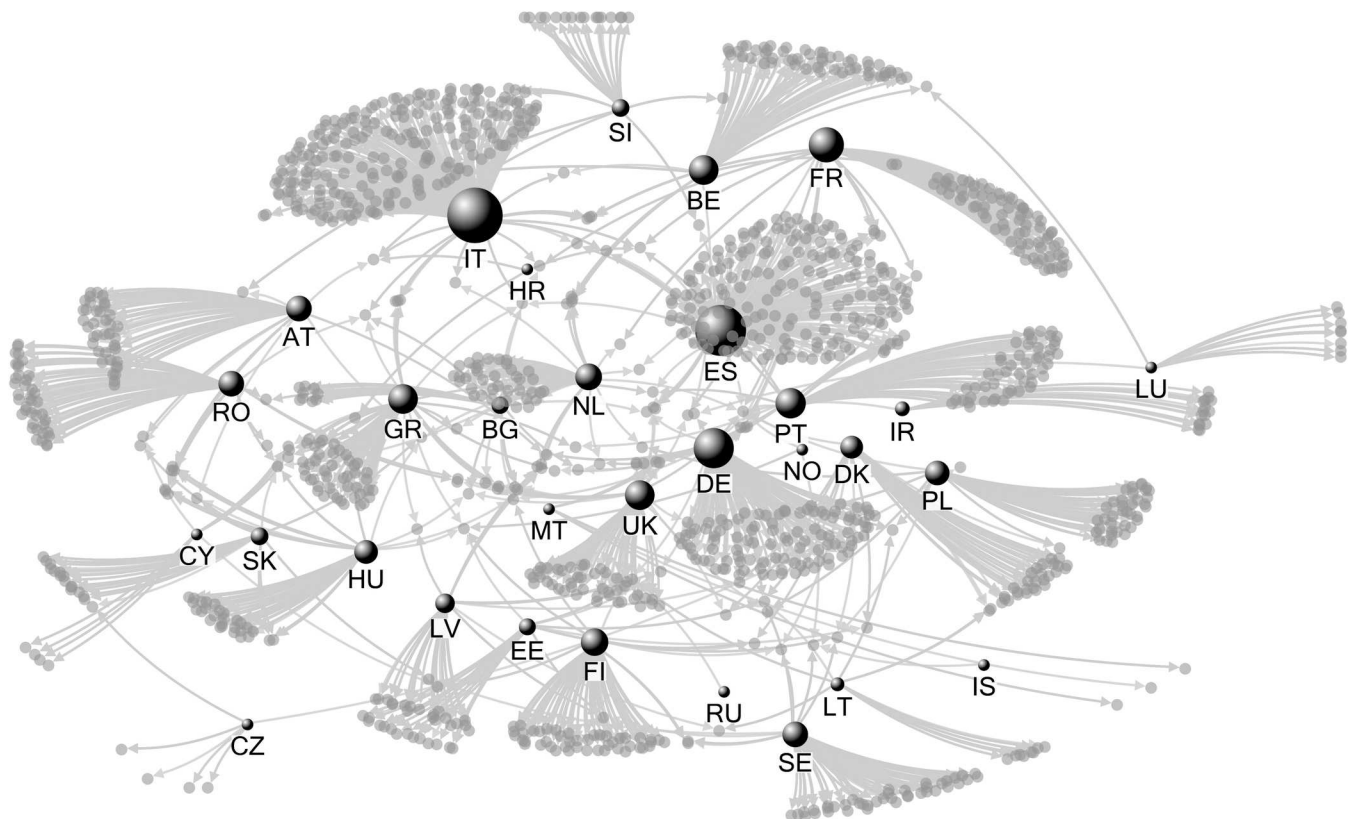 SI
BE
FR
IT
HR
AT
ES
LU
RO
GR
BG
NL
PT
IR
NO
DK
DE
PL
MT
UK
CY
SK
HU
LV
EE
FI
IS
RU
LT
CZ
SE